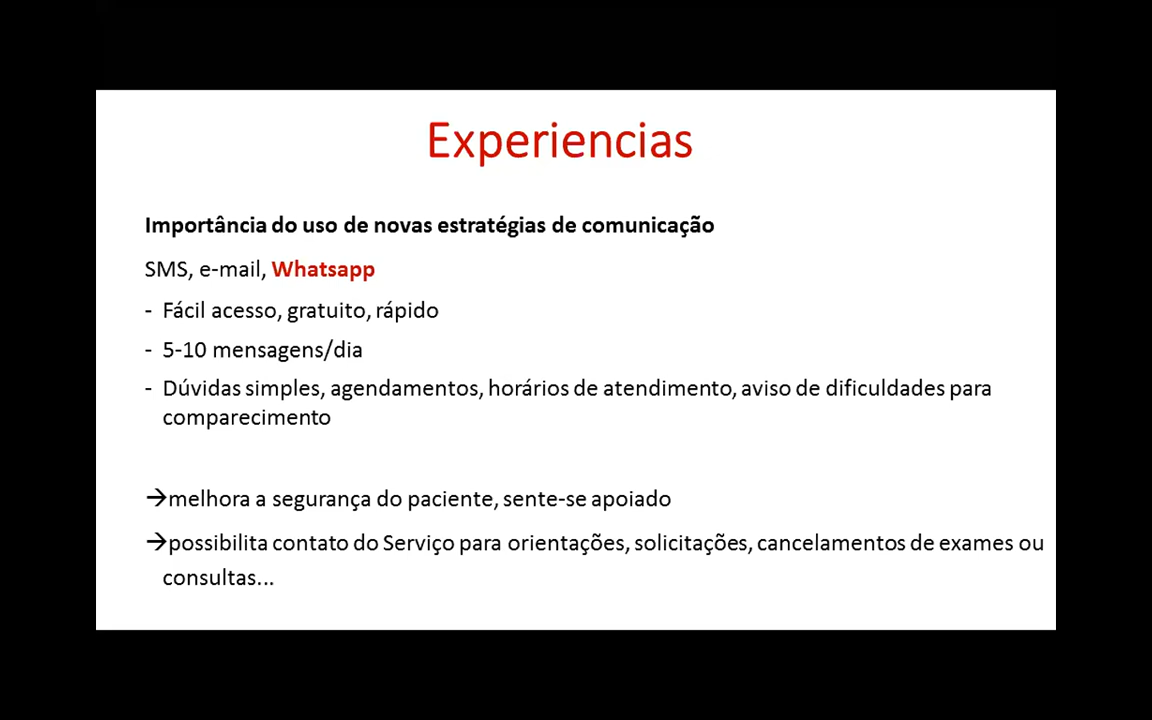 Experiencias
Importância do uso de novas estratégias de comunicação
SMS, e-mail, Whatsapp
- Fácil acesso, gratuito, rápido
- 5-10 mensagens/dia
- Dúvidas simples, agendamentos, horários de atendimento, aviso de dificuldades para
comparecimento
→melhora a segurança do paciente, sente-se apoiado
→possibilita contato do Serviço para orientações, solicitações, cancelamentos de exames ou
consultas...